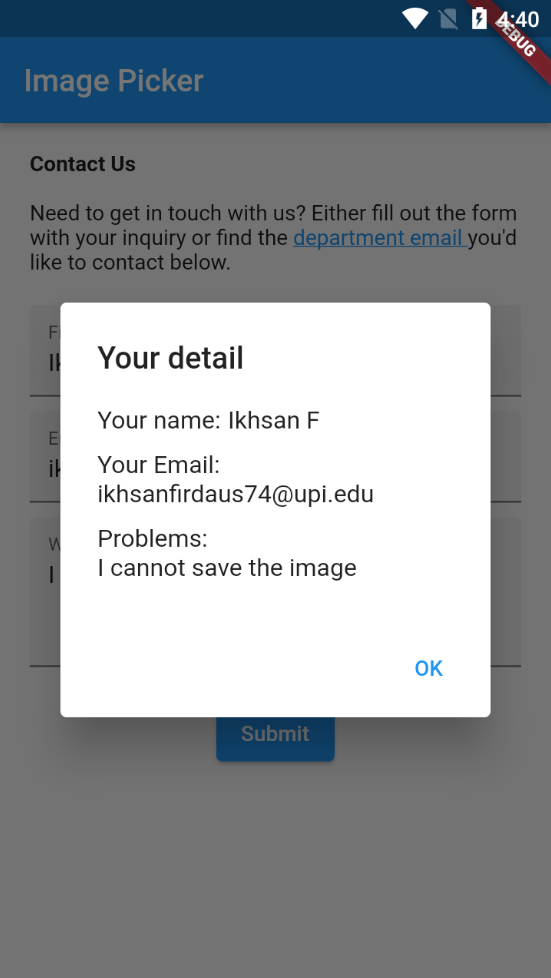 4:40
DEBUG
Image Picker
Contact Us
Need to get in touch with us? Either fill out the form
with your inquiry or find the department email you'd
like to contact below.
Your detail
Your name: Ikhsan F
Your Email:
ikhsanfirdaus74@upi.edu
Problems:
I cannot save the image
OK
Submit